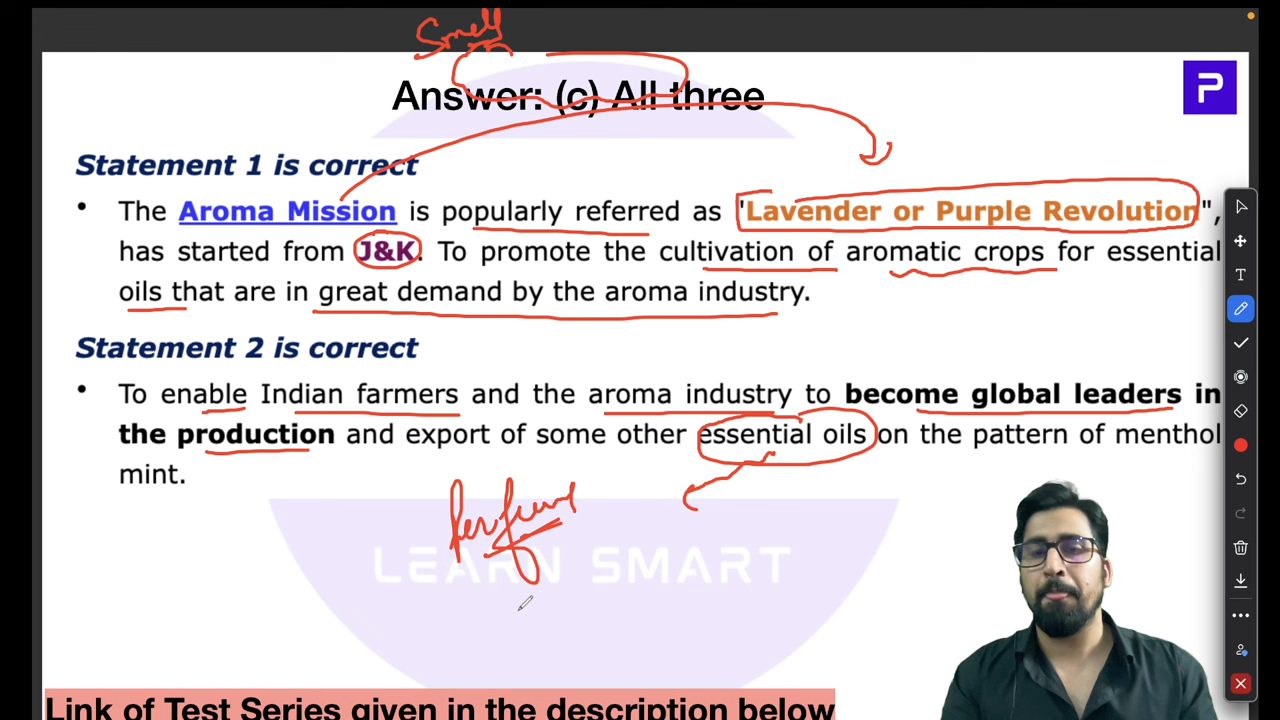 Smell
Answer: (c) All three
P
Statement 1 is correct
• The Aroma Mission is popularly referred as "Lavender or Purple Revolution",
has started from J&K. To promote the cultivation of aromatic crops for essential
oils that are in great demand by the aroma industry.
Statement 2 is correct
• To enable Indian farmers and the aroma industry to become global leaders in
the production and export of some other essential oils on the pattern of menthol
mint.
Perfume
LEARN SMART
Link of Test Series given in the description below
T